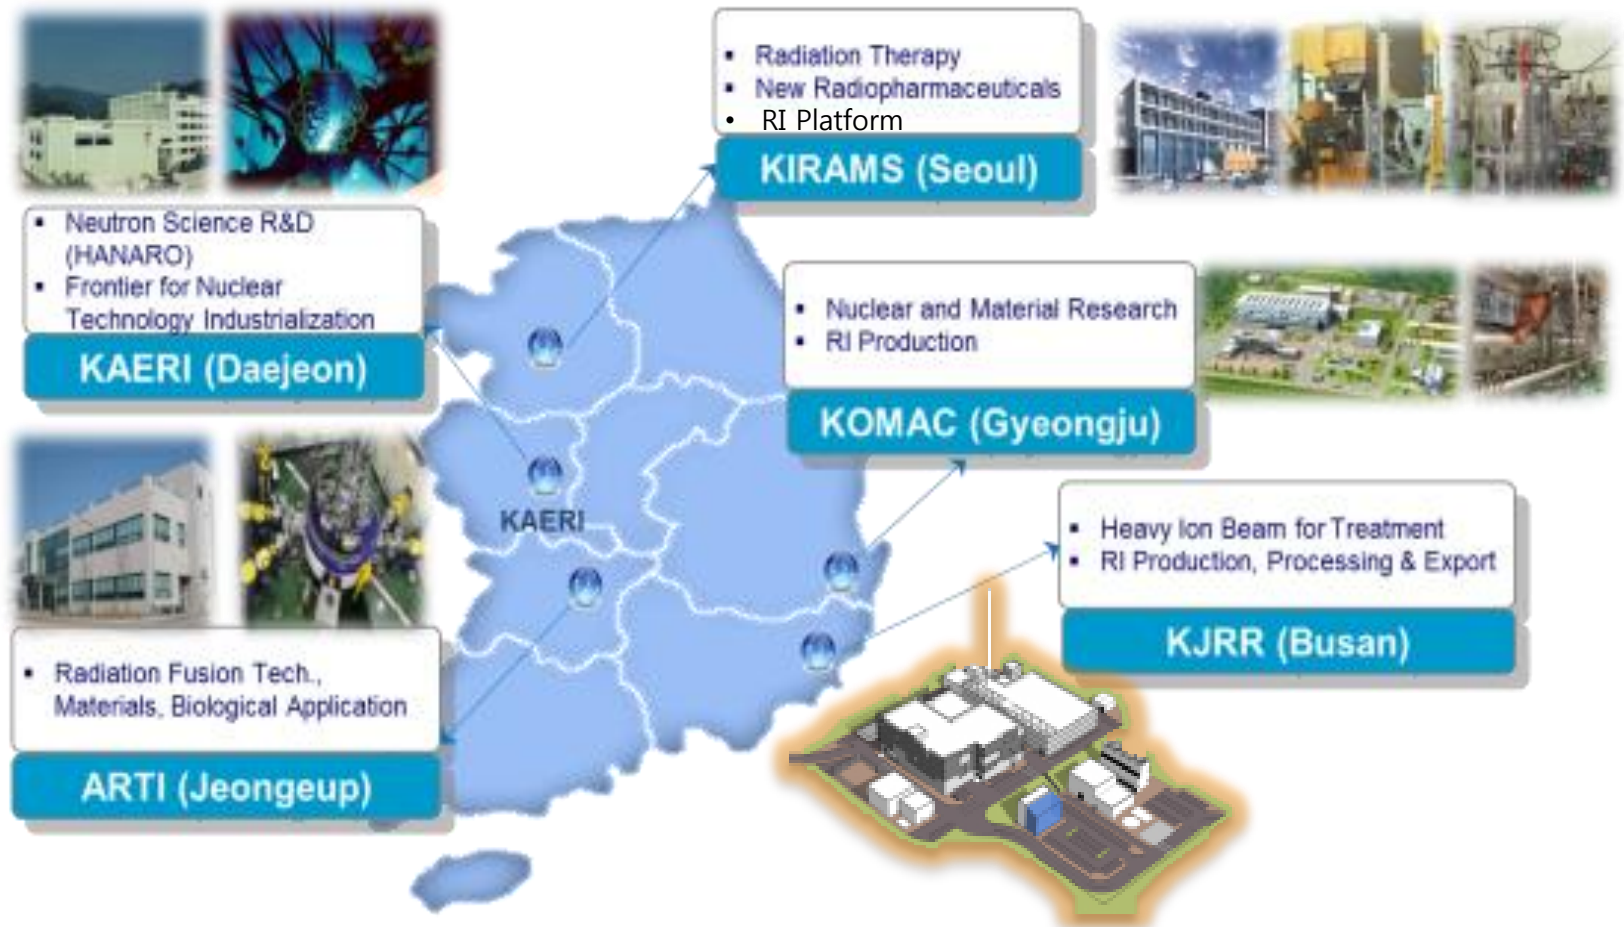 ▪ Radiation Therapy
▪ New Radiopharmaceuticals
• RI Platform
KIRAMS (Seoul)
▪ Neutron Science R&D
(HANARO)
▪ Frontier for Nuclear
Technology Industrialization
KAERI (Daejeon)
▪ Nuclear and Material Research
▪ RI Production
KOMAC (Gyeongju)
KAERI
▪ Heavy Ion Beam for Treatment
▪ RI Production, Processing & Export
KJRR (Busan)
▪ Radiation Fusion Tech.,
Materials, Biological Application
ARTI (Jeongeup)